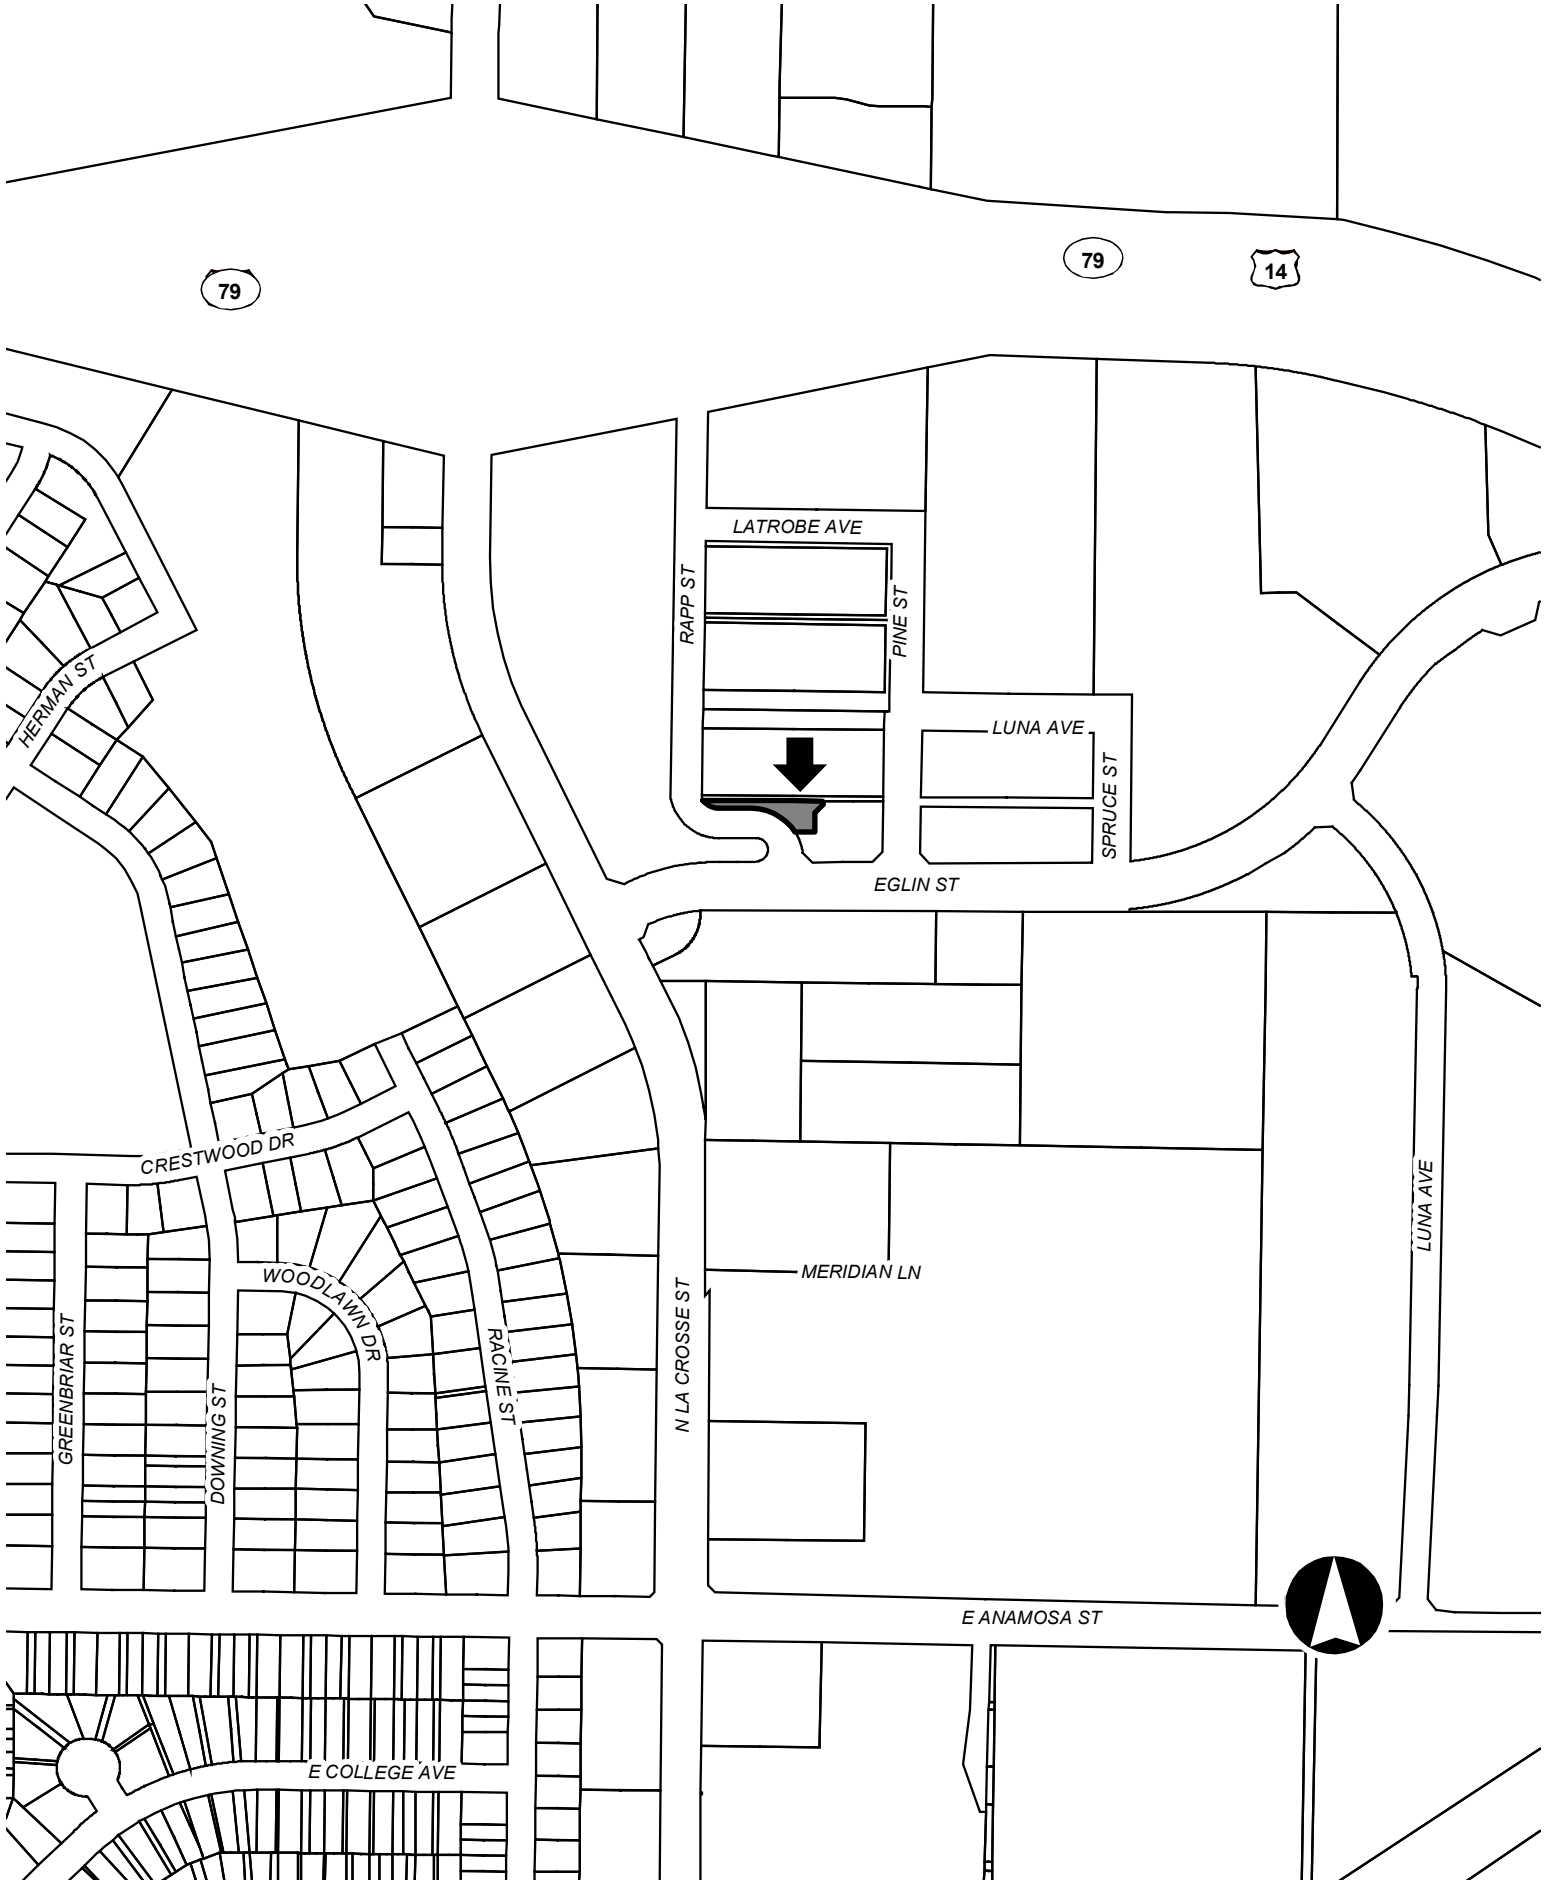 79
14
79
LATROBE AVE
RAPP ST
PINE ST
HERMAN ST
LUNA AVE
SPRUCE ST
EGLIN ST
CRESTWOOD DR
LUNA AVE
WOODLAWN DR
MERIDIAN LN
N LA CROSSE ST
GREENBRIAR ST
RACINE ST
DOWNING ST
E ANAMOSA ST
E COLLEGE AVE